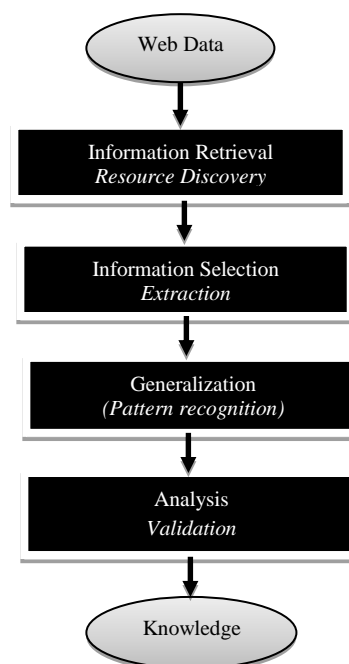 Web Data
Information Retrieval
Resource Discovery
Information Selection
Extraction
Generalization
(Pattern recognition)
Analysis
Validation
Knowledge